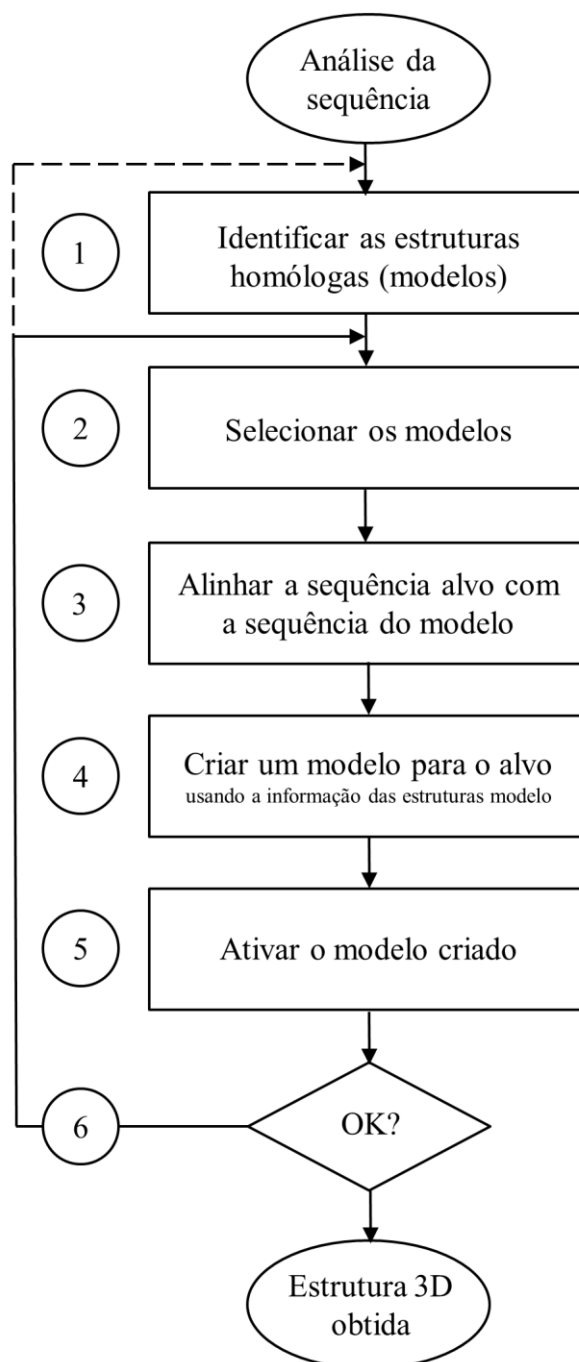 Análise da
sequência
1
Identificar as estruturas
homólogas (modelos)
2
Selecionar os modelos
3
Alinhar a sequência alvo com
a sequência do modelo
4
Criar um modelo para o alvo
usando a informação das estruturas modelo
5
Ativar o modelo criado
6
OK?
Estrutura 3D
obtida